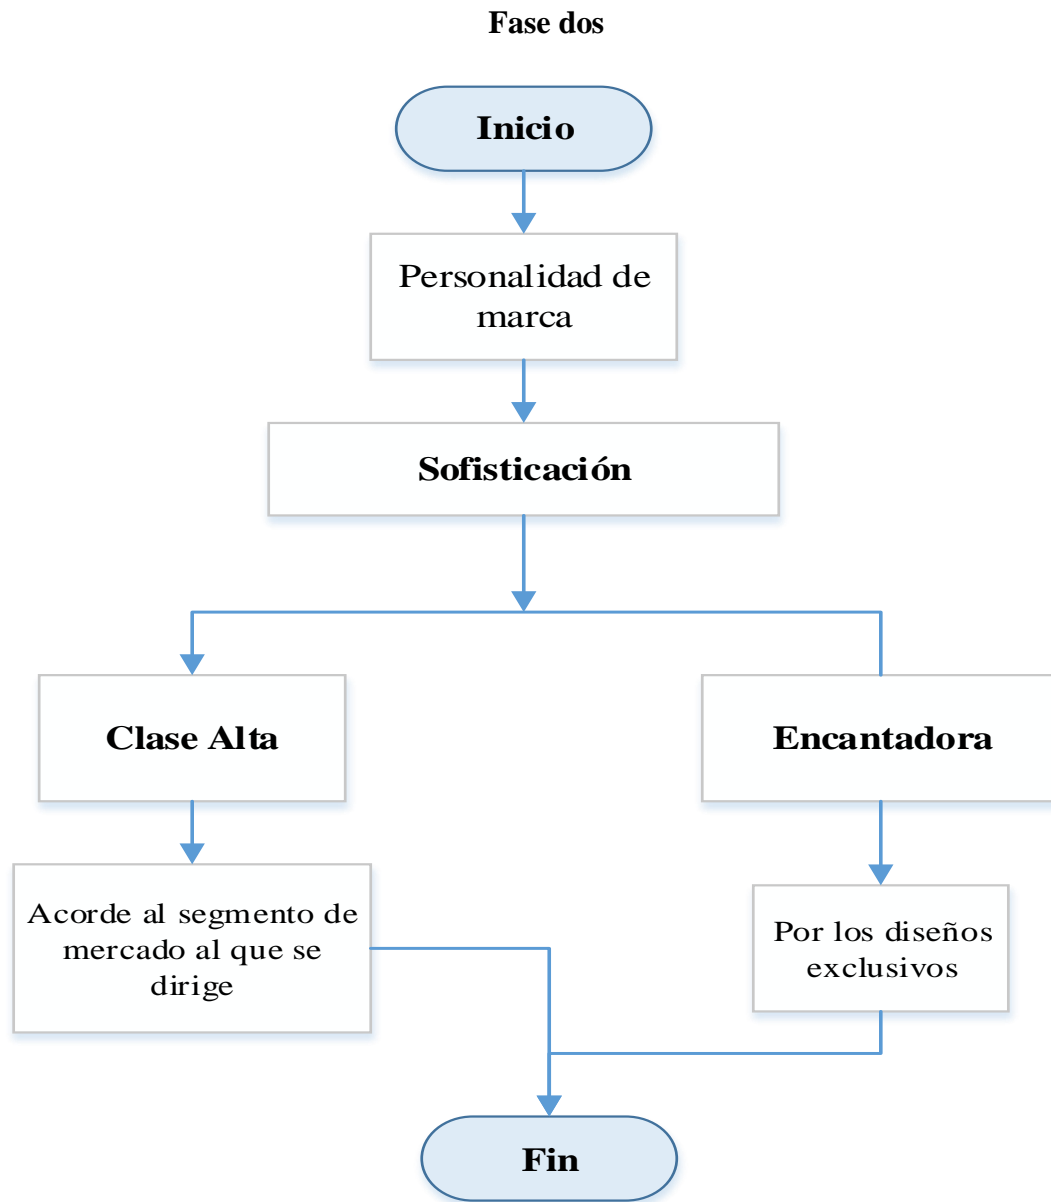 Fase dos
Inicio
Personalidad de
marca
Sofisticación
Clase Alta
Encantadora
Acorde al segmento de
mercado al que se
dirige
Por los diseños
exclusivos
Fin